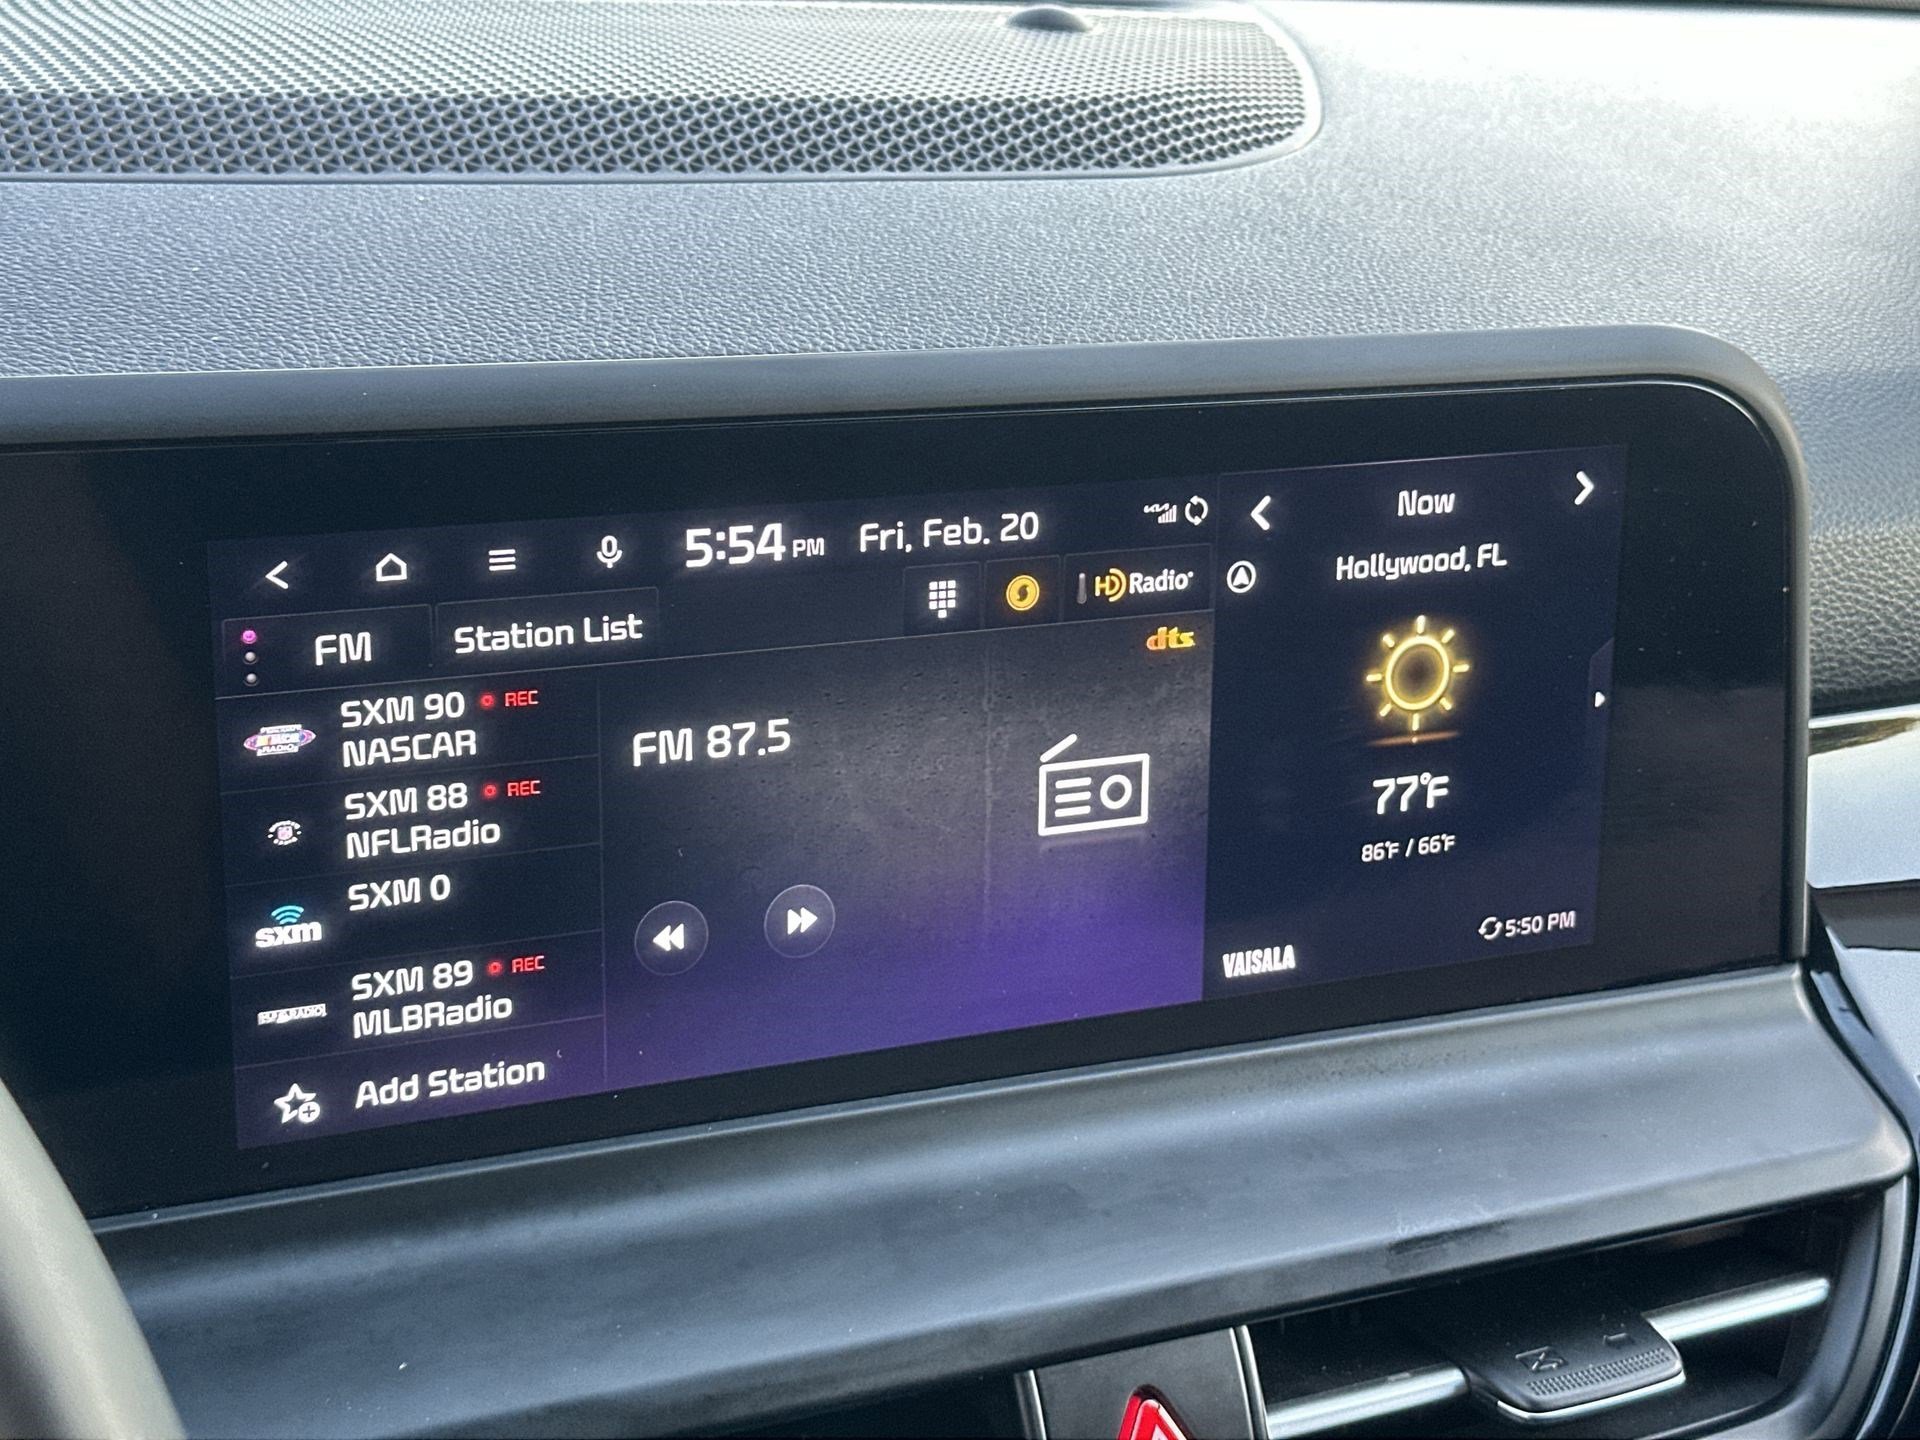 5:54 PM Fri, Feb. 20
FM
Station List
HD Radio
dts
SXM 90 REC
NASCAR
SXM 88 REC
NFLRadio
SXM 0
sxm
SXM 89 REC
MLBRadio
Add Station
FM 87.5
Now
Hollywood, FL
77°F
86°F / 66°F
5:50 PM
VAISALA